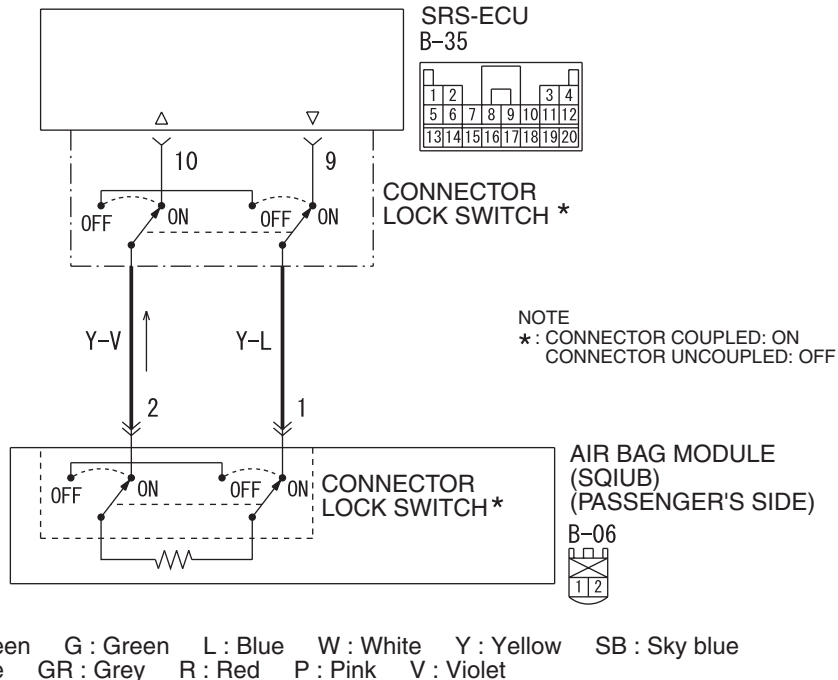 SRS-ECU
B-35
1 2 3 4
5 6 7 8 9 10 11 12
13 14 15 16 17 18 19 20
10 9
CONNECTOR
LOCK SWITCH *
OFF ON OFF ON
NOTE
* : CONNECTOR COUPLED: ON
CONNECTOR UNCOUPLED: OFF
Y-V Y-L
2 1
AIR BAG MODULE
(SQIUB)
(PASSENGER'S SIDE)
CONNECTOR
LOCK SWITCH*
OFF ON OFF ON
B-06
1 2
G : Green L : Blue W : White Y : Yellow SB : Sky blue
GR : Grey R : Red P : Pink V : Violet